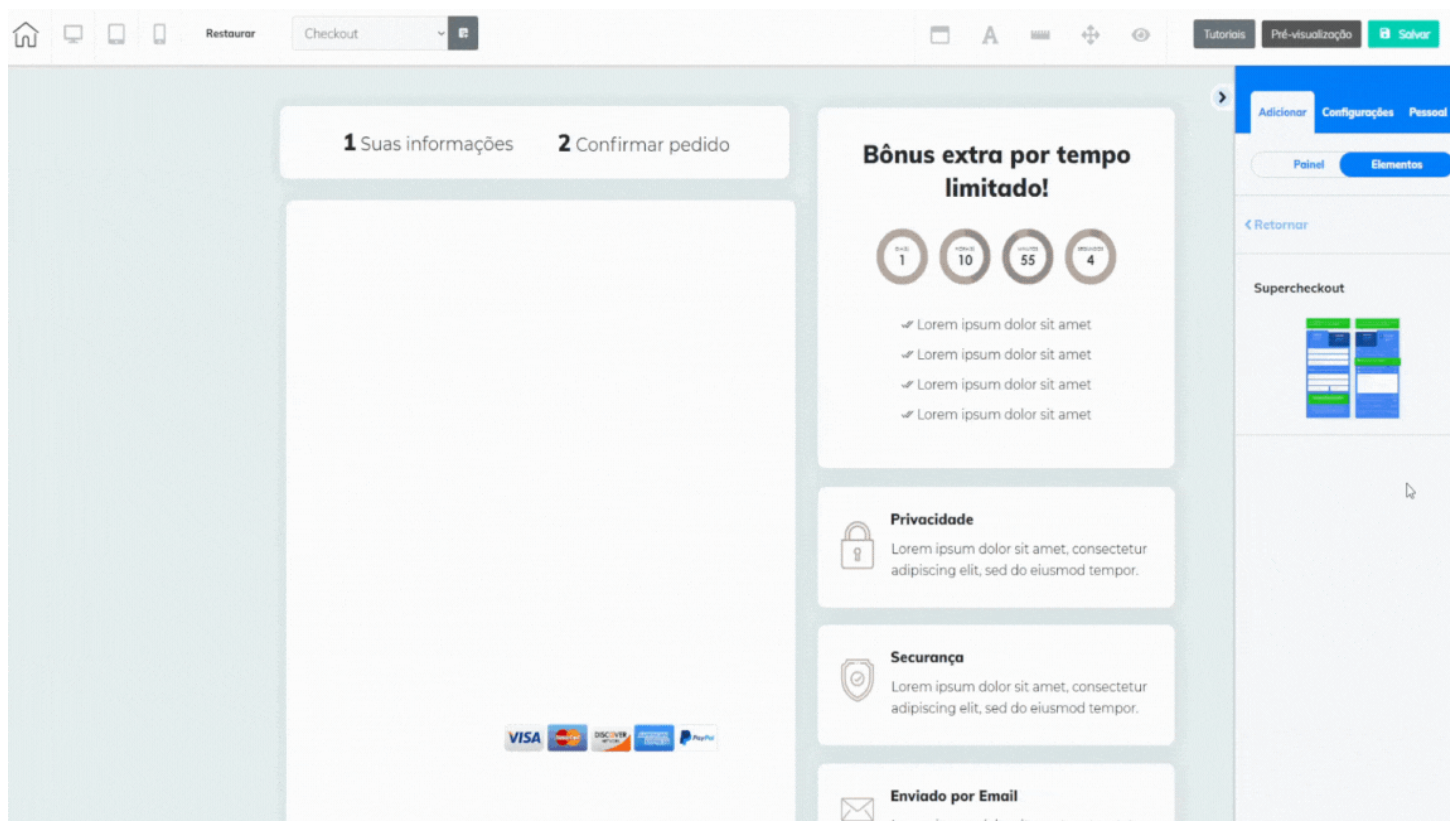 Restaurar
Checkout
Tutoriais
Pré-visualização
Salvar
1 Suas informações
2 Confirmar pedido
Bônus extra por tempo
limitado!
1
10
55
4
Lorem ipsum dolor sit amet
Lorem ipsum dolor sit amet
Lorem ipsum dolor sit amet
Lorem ipsum dolor sit amet
Privacidade
Lorem ipsum dolor sit amet, consectetur
adipiscing elit, sed do eiusmod tempor.
Segurança
Lorem ipsum dolor sit amet, consectetur
adipiscing elit, sed do eiusmod tempor.
Enviado por Email
VISA
DISCOVER
PayPal
Adicionar
Configurações
Pessoal
Painel
Elementos
Retornar
Supercheckout